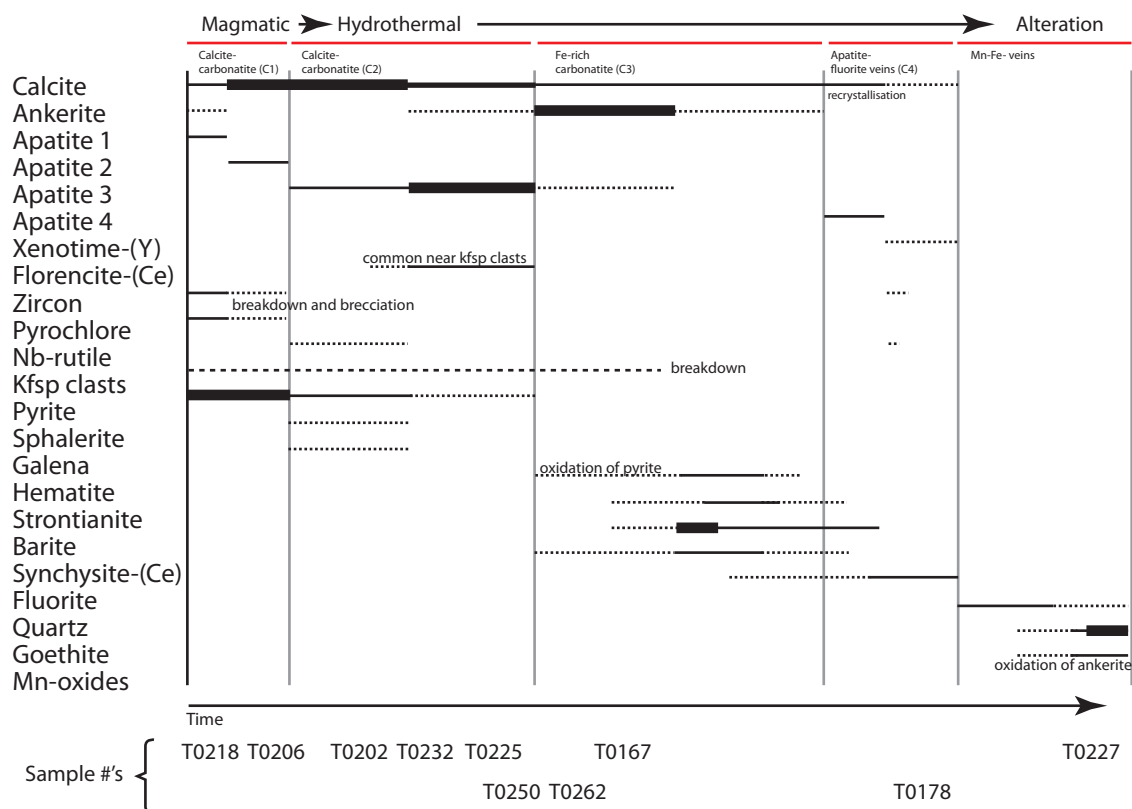 Magmatic Hydrothermal Alteration
Calcite-
carbonatite (C1)
Calcite-
carbonatite (C2)
Fe-rich
carbonatite (C3)
Apatite-
fluorite veins (C4)
Mn-Fe- veins
Calcite
recrystallisation
Ankerite
Apatite 1
Apatite 2
Apatite 3
Apatite 4
Xenotime-(Y)
common near kfsp clasts
Florencite-(Ce)
Zircon
breakdown and brecciation
Pyrochlore
Nb-rutile
breakdown
Kfsp clasts
Pyrite
Sphalerite
Galena
oxidation of pyrite
Hematite
Strontianite
Barite
Synchysite-(Ce)
Fluorite
Quartz
Goethite
oxidation of ankerite
Mn-oxides
Time
T0218 T0206 T0202 T0232 T0225 T0167 T0227
Sample #'s
T0250 T0262 T0178